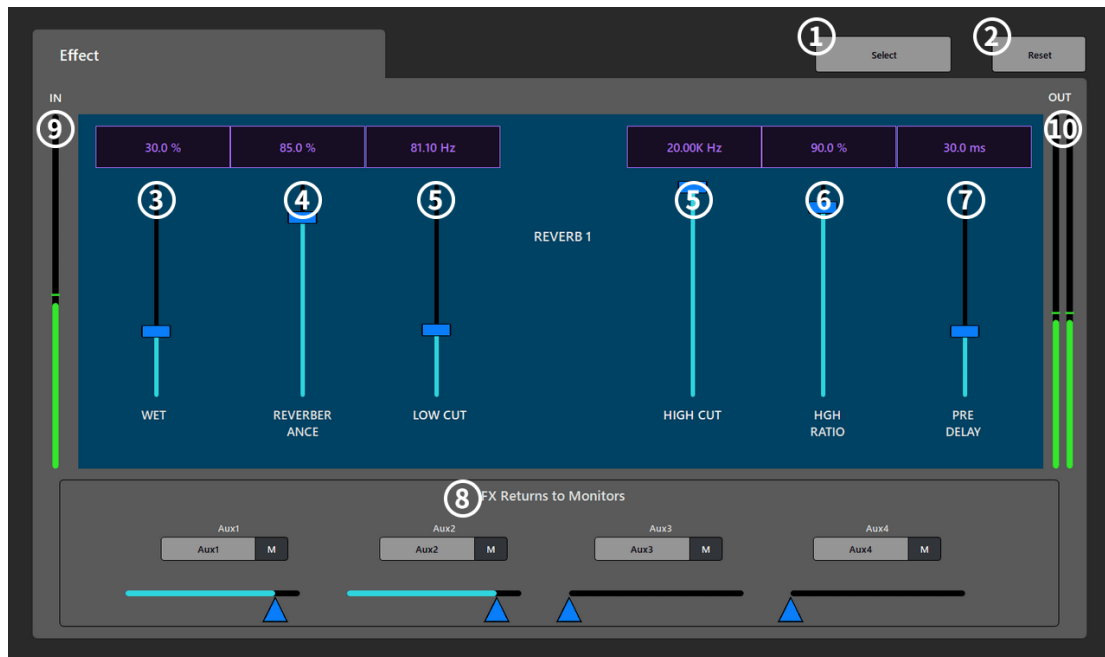 1
2
Effect
Select
Reset
IN
OUT
9
10
30.0 %
85.0 %
81.10 Hz
20.00K Hz
90.0 %
30.0 ms
3
4
5
5
6
7
REVERB 1
WET
REVERBER
ANCE
LOW CUT
HIGH CUT
HGH
RATIO
PRE
DELAY
8
FX Returns to Monitors
Aux1
Aux2
Aux3
Aux4
Aux1
M
Aux2
M
Aux3
M
Aux4
M